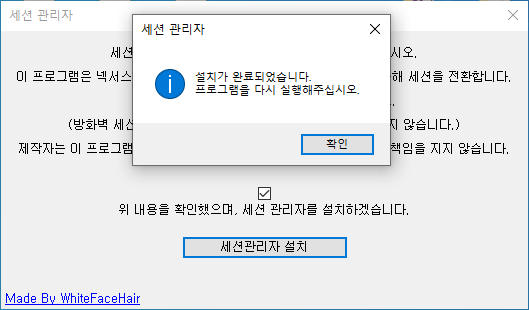 세션 관리자
세션 관리자
설치가 완료되었습니다.
프로그램을 다시 실행해주십시오.
확인
세션
시오.
이 프로그램은 넥서스
해 세션을 전환합니다.
(방화벽 세션
지 않습니다.)
제작자는 이 프로그램
책임을 지지 않습니다.
위 내용을 확인했으며, 세션 관리자를 설치하겠습니다.
세션관리자 설치
Made By WhiteFaceHair